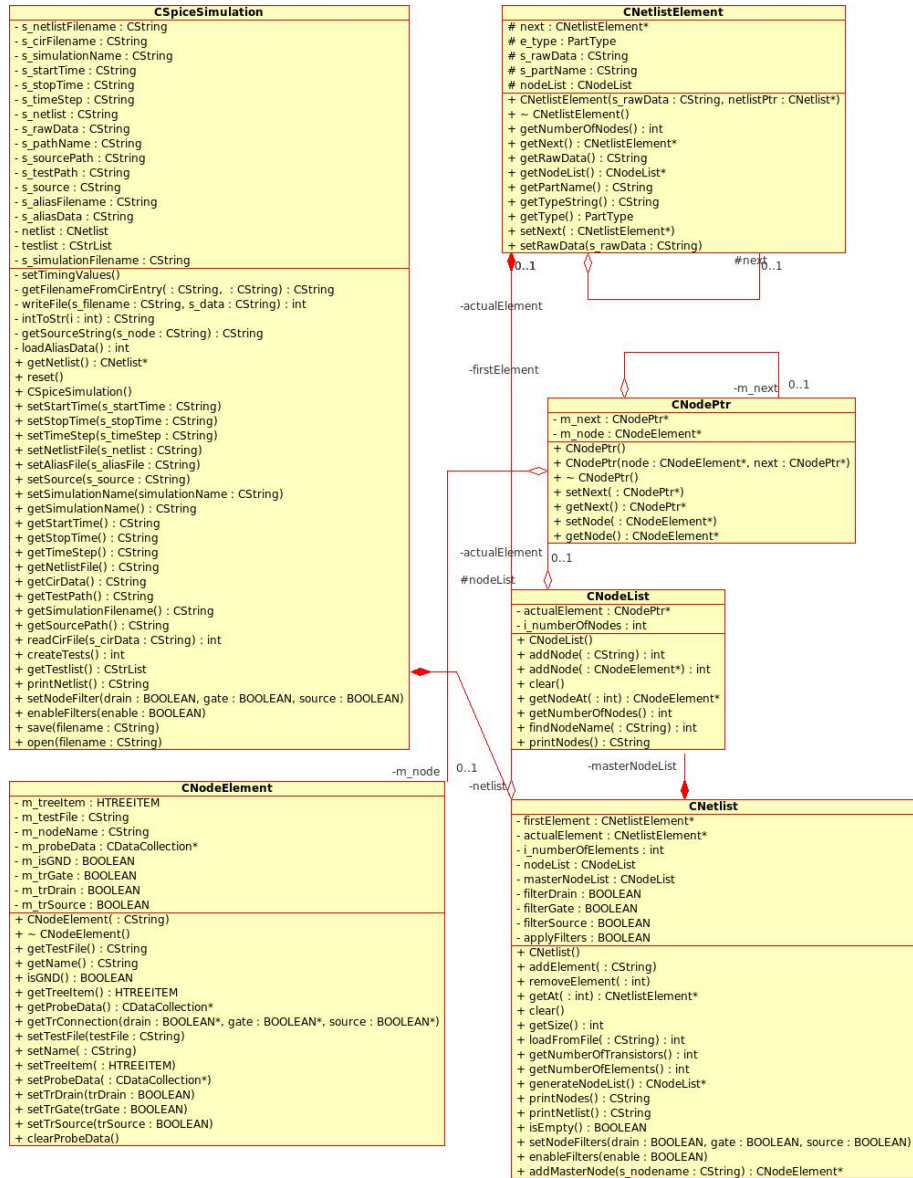 CSpiceSimulation
- s_netlistFilename : CString
- s_cirFilename : CString
- s_simulationName : CString
- s_startTime : CString
- s_stopTime : CString
- s_timeStep : CString
- s_netlist : CString
- s_rawData : CString
- s_pathName : CString
- s_sourcePath : CString
- s_testPath : CString
- s_source : CString
- s_aliasFilename : CString
- s_aliasData : CString
- netlist : CNetlist
- testlist : CStrList
- s_simulationFilename : CString
- setTimingValues()
- getFilenameFromCirEntry( : CString, : CString) : CString
- writeFile(s_filename : CString, s_data : CString) : int
- intToStr(i : int) : CString
- getSourceString(s_node : CString) : CString
- loadAliasData() : int
+ getNetlist() : CNetlist*
+ reset()
+ CSpiceSimulation()
+ setStartTime(s_startTime : CString)
+ setStopTime(s_stopTime : CString)
+ setTimeStep(s_timeStep : CString)
+ setNetlistFile(s_netlist : CString)
+ setAliasFile(s_aliasFile : CString)
+ setSource(s_source : CString)
+ setSimulationName(simulationName : CString)
+ getSimulationName() : CString
+ getStartTime() : CString
+ getStopTime() : CString
+ getTimeStep() : CString
+ getNetlistFile() : CString
+ getCirData() : CString
+ getTestPath() : CString
+ getSimulationFilename() : CString
+ getSourcePath() : CString
+ readCirFile(s_cirData : CString) : int
+ createTests() : int
+ getTestlist() : CStrList
+ printNetlist() : CString
+ setNodeFilter(drain : BOOLEAN, gate : BOOLEAN, source : BOOLEAN)
+ enableFilters(enable : BOOLEAN)
+ save(filename : CString)
+ open(filename : CString)
CNetlistElement
# next : CNetlistElement*
# e_type : PartType
# s_rawData : CString
# s_partName : CString
# nodeList : CNodeList
+ CNetlistElement(s_rawData : CString, netlistPtr : CNetlist*)
+ ~ CNetlistElement()
+ getNumberOfNodes() : int
+ getNext() : CNetlistElement*
+ getRawData() : CString
+ getNodeList() : CNodeList*
+ getPartName() : CString
+ getTypeString() : CString
+ getType() : PartType
+ setNext( : CNetlistElement*)
+ setRawData(s_rawData : CString)
0..1
#next
0..1
-actualElement
-firstElement
-m_next
0..1
CNodePtr
- m_next : CNodePtr*
- m_node : CNodeElement*
+ CNodePtr()
+ CNodePtr(node : CNodeElement*, next : CNodePtr*)
+ ~ CNodePtr()
+ setNext( : CNodePtr*)
+ getNext() : CNodePtr*
+ setNode( : CNodeElement*)
+ getNode() : CNodeElement*
-actualElement
0..1
#nodeList
CNodeList
- actualElement : CNodePtr*
- i_numberOfNodes : int
+ CNodeList()
+ addNode( : CString) : int
+ addNode( : CNodeElement*) : int
+ clear()
+ getNodeAt( : int) : CNodeElement*
+ getNumberOfNodes() : int
+ findNodeName( : CString) : int
+ printNodes() : CString
-m_node
0..1
-netlist
-masterNodeList
CNodeElement
- m_treeItem : HTREEITEM
- m_testFile : CString
- m_nodeName : CString
- m_probeData : CDataCollection*
- m_isGND : BOOLEAN
- m_trGate : BOOLEAN
- m_trDrain : BOOLEAN
- m_trSource : BOOLEAN
+ CNodeElement( : CString)
+ ~ CNodeElement()
+ getTestFile() : CString
+ getName() : CString
+ isGND() : BOOLEAN
+ getTreeItem() : HTREEITEM
+ getProbeData() : CDataCollection*
+ getTrConnection(drain : BOOLEAN*, gate : BOOLEAN*, source : BOOLEAN*)
+ setTestFile(testFile : CString)
+ setName( : CString)
+ setTreeItem( : HTREEITEM)
+ setProbeData( : CDataCollection*)
+ setTrDrain(trDrain : BOOLEAN)
+ setTrGate(trGate : BOOLEAN)
+ setTrSource(trSource : BOOLEAN)
+ clearProbeData()
CNetlist
- firstElement : CNetlistElement*
- actualElement : CNetlistElement*
- i_numberOfElements : int
- nodeList : CNodeList
- masterNodeList : CNodeList
- filterDrain : BOOLEAN
- filterGate : BOOLEAN
- filterSource : BOOLEAN
- applyFilters : BOOLEAN
+ CNetlist()
+ addElement( : CString)
+ removeElement( : int)
+ getAt( : int) : CNetlistElement*
+ clear()
+ getSize() : int
+ loadFromFile( : CString) : int
+ getNumberOfTransistors() : int
+ getNumberOfElements() : int
+ generateNodeList() : CNodeList*
+ printNodes() : CString
+ printNetlist() : CString
+ isEmpty() : BOOLEAN
+ setNodeFilters(drain : BOOLEAN, gate : BOOLEAN, source : BOOLEAN)
+ enableFilters(enable : BOOLEAN)
+ addMasterNode(s_nodename : CString) : CNodeElement*